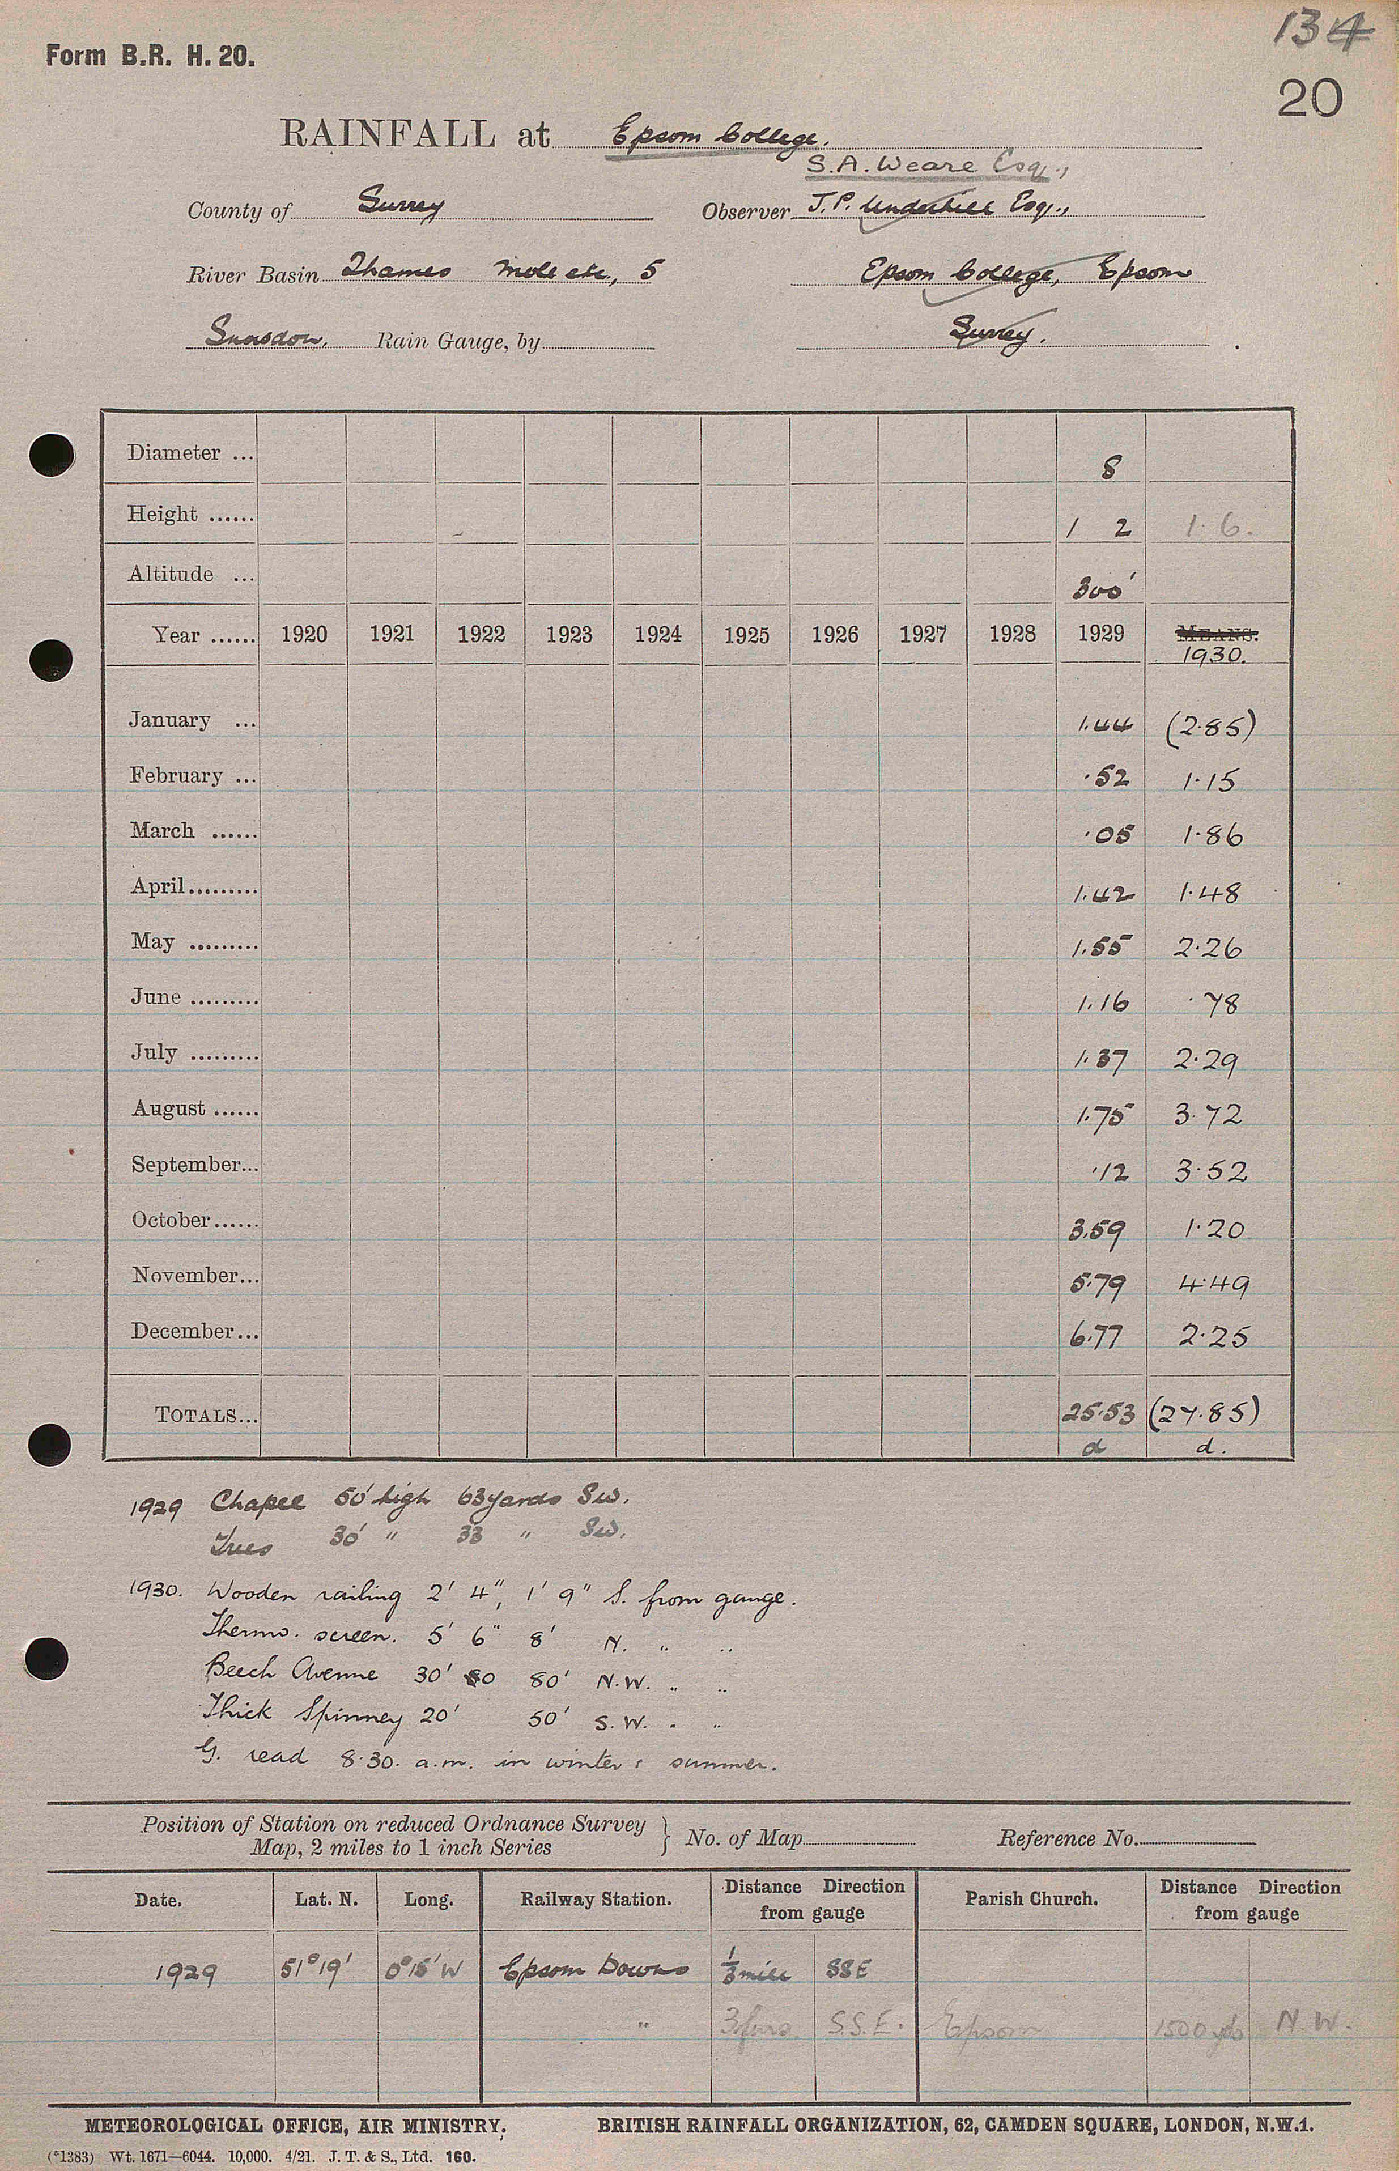 134
Form B.R. H. 20.
20
RAINFALL at Epsom College.
S. A. Weare Esq.,
County of Surrey Observer J. P. Underhill Esq.,
River Basin Thames Mole etc., 5 Epsom College, Epsom
Snowdon, Rain Gauge, by Surrey.
Diameter ... 8
Height ...... 1 2 1·6.
Altitude ... 300'
Year ...... 1920 1921 1922 1923 1924 1925 1926 1927 1928 1929 MEANS.
1930.
January ... 1.44 (2·85)
February ... ·52 1·15
March ...... ·05 1·86
April......... 1.42 1·48
May ......... 1.55 2·26
June ......... 1.16 ·78
July ......... 1.37 2·29
August ...... 1.75 3·72
September... ·12 3·52
October...... 3.59 1·20
November... 5.79 4·49
December... 6.77 2·25
TOTALS... 25·53 (27·85)
d d.
1929 Chapel 50' high 63 yards SW.
Trees 30' " 33 " SW.
1930. Wooden railing 2' 4", 1' 9" S. from gauge.
Thermo. screen. 5' 6" 8' N. " "
Beech Avenue 30' 80 80' N.W. " "
Thick Spinney 20' 50' S.W. " "
G. read 8·30. a.m. in winter & summer.
Position of Station on reduced Ordnance Survey
Map, 2 miles to 1 inch Series } No. of Map Reference No.
Date. Lat. N. Long. Railway Station. Distance Direction from gauge Parish Church. Distance Direction from gauge
1929 51°19' 0°15'W Epsom Downs 1/3 mile SSE
" 3 furs. S.S.E. Epsom 1500 yds N.W.
METEOROLOGICAL OFFICE, AIR MINISTRY. BRITISH RAINFALL ORGANIZATION, 62, CAMDEN SQUARE, LONDON, N.W.1.
(*1383) Wt. 1671—6044. 10,000. 4/21. J. T. & S., Ltd. 160.